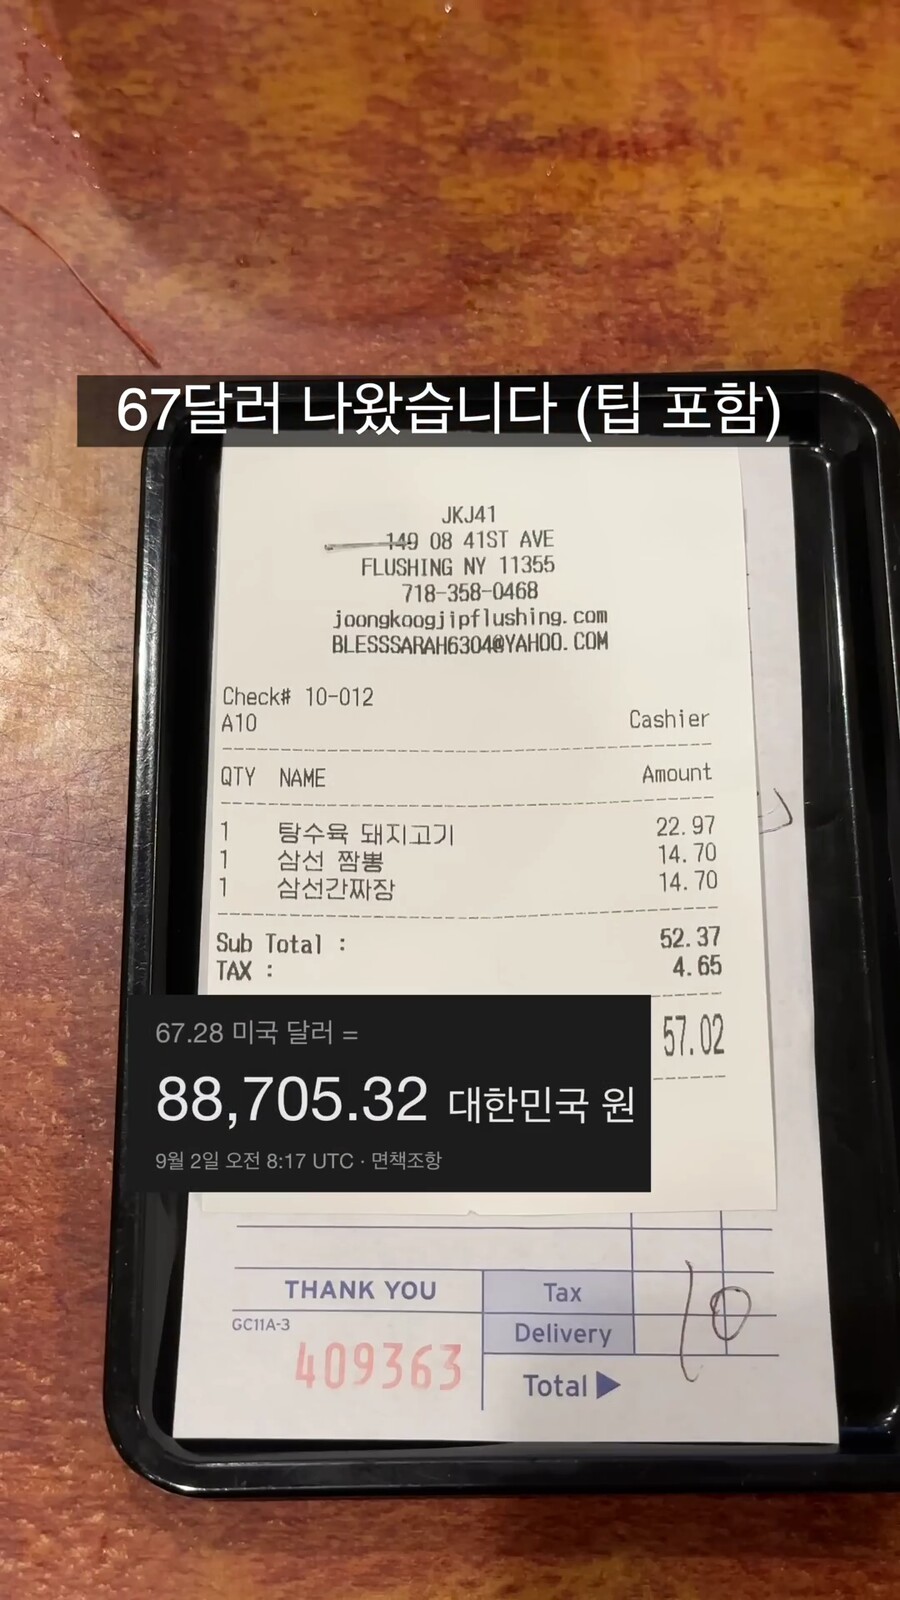 67달러 나왔습니다 (팁 포함)
JKJ41
149 08 41ST AVE
FLUSHING NY 11355
718-358-0468
joongkoogjipflushing.com
BLESSSARAH6304@YAHOO.COM
Check# 10-012
A10 Cashier
QTY NAME Amount
1 탕수육 돼지고기 22.97
1 삼선 짬뽕 14.70
1 삼선간짜장 14.70
Sub Total : 52.37
TAX : 4.65
57.02
67.28 미국 달러 =
88,705.32 대한민국 원
9월 2일 오전 8:17 UTC · 면책조항
THANK YOU Tax
GC11A-3
409363
Delivery
10
Total ▶